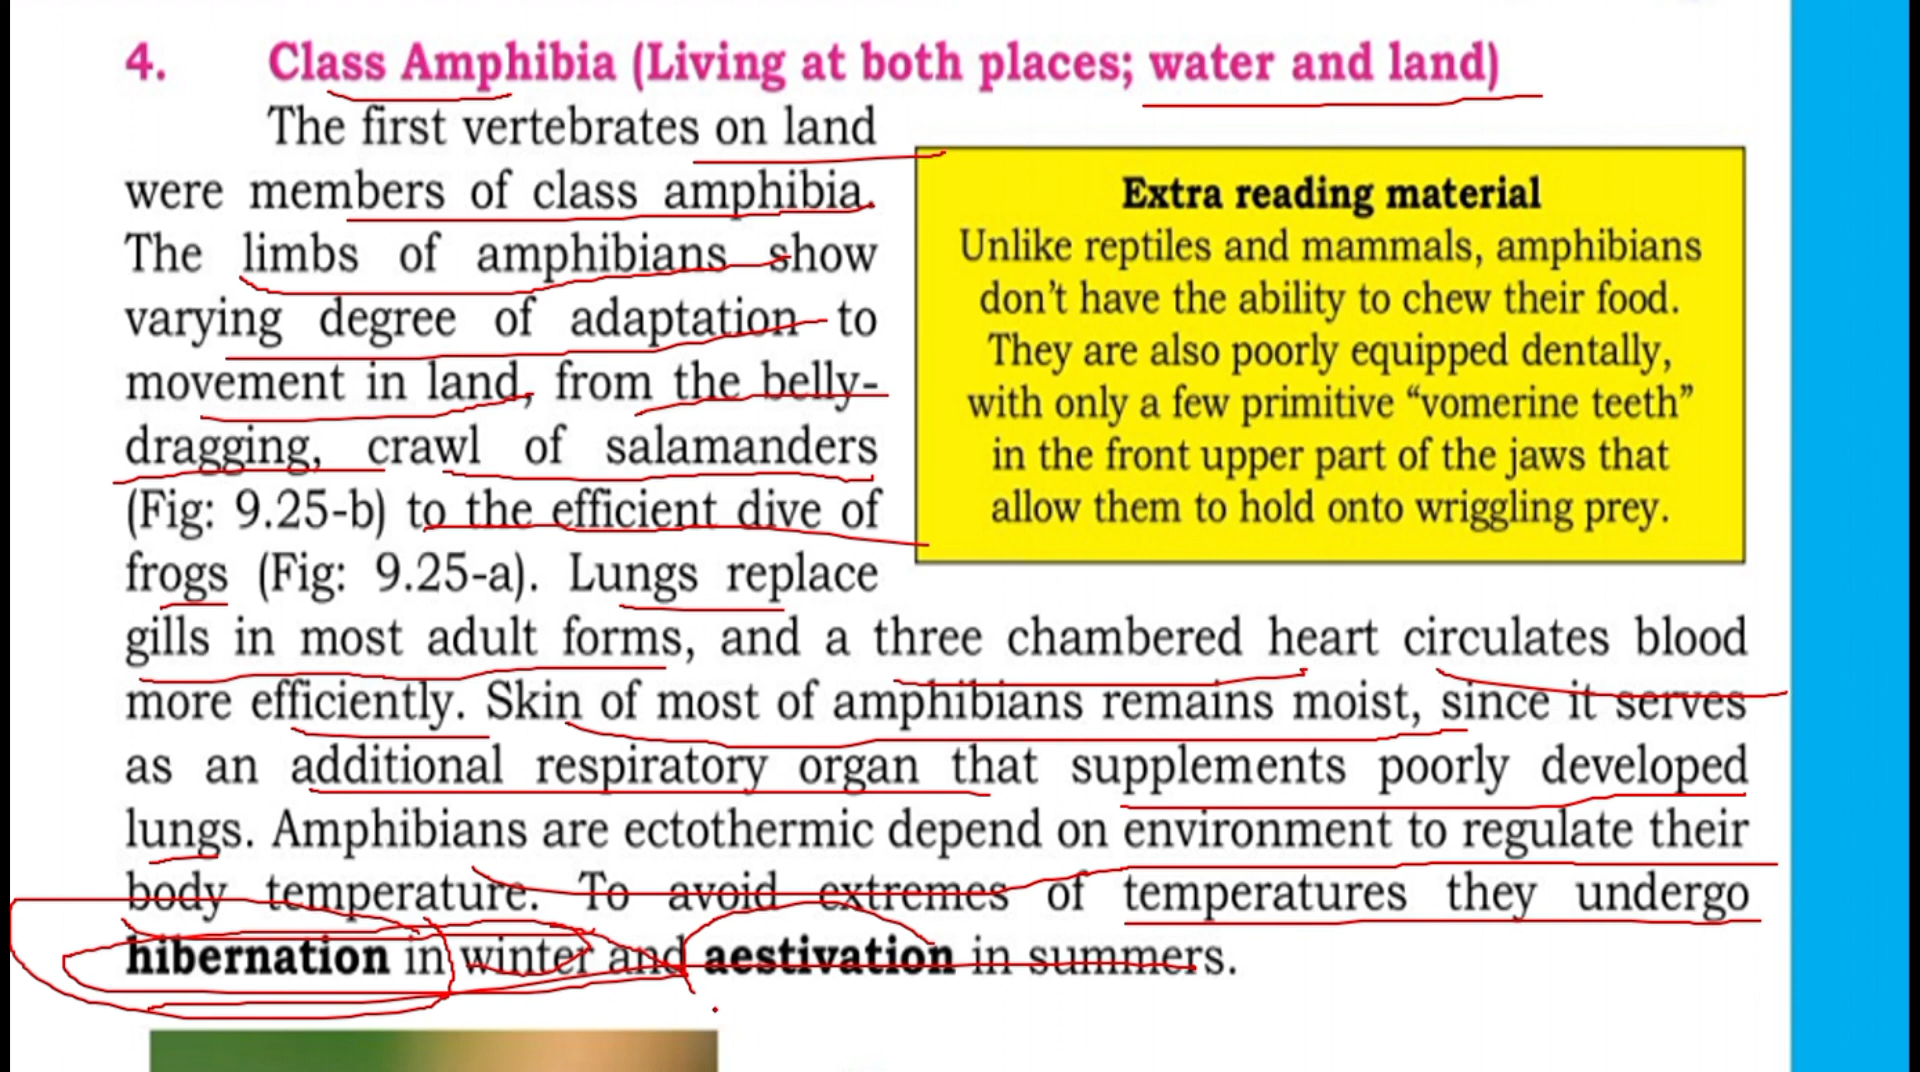 4. Class Amphibia (Living at both places; water and land)
The first vertebrates on land
were members of class amphibia.
The limbs of amphibians show
varying degree of adaptation to
movement in land, from the belly-
dragging, crawl of salamanders
(Fig: 9.25-b) to the efficient dive of
frogs (Fig: 9.25-a). Lungs replace
Extra reading material
Unlike reptiles and mammals, amphibians
don't have the ability to chew their food.
They are also poorly equipped dentally,
with only a few primitive “vomerine teeth”
in the front upper part of the jaws that
allow them to hold onto wriggling prey.
gills in most adult forms, and a three chambered heart circulates blood
more efficiently. Skin of most of amphibians remains moist, since it serves
as an additional respiratory organ that supplements poorly developed
lungs. Amphibians are ectothermic depend on environment to regulate their
body temperature. To avoid extremes of temperatures they undergo
hibernation in winter and aestivation in summers.